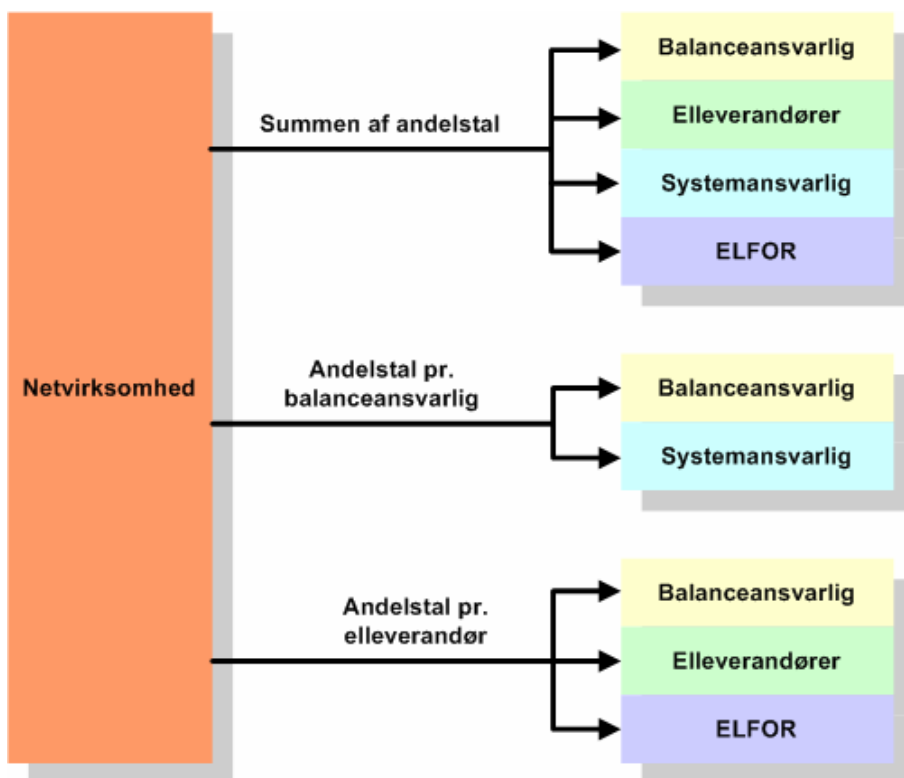 Netvirksomhed
Summen af andelstal
Balanceansvarlig
Elleverandører
Systemansvarlig
ELFOR
Andelstal pr.
balanceansvarlig
Balanceansvarlig
Systemansvarlig
Andelstal pr.
elleverandør
Balanceansvarlig
Elleverandører
ELFOR